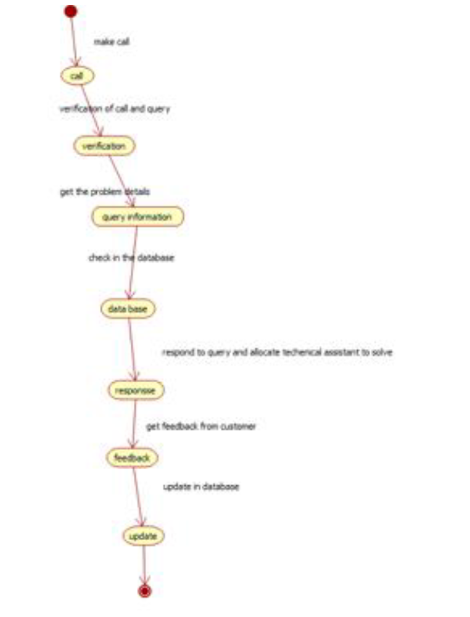 make call
call
verification of call and query
verification
get the problem details
query information
check in the database
data base
respond to query and allocate techenical assistant to solve
responsse
get feedback from customer
feedback
update in database
update